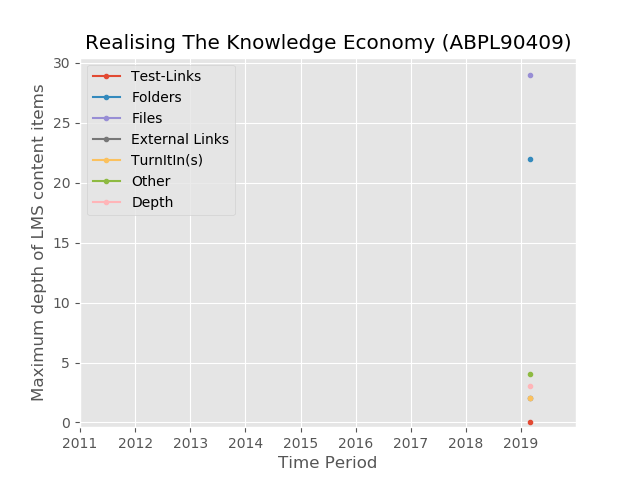 Realising The Knowledge Economy (ABPL90409)
Maximum depth of LMS content items
30
25
20
15
10
5
0
Test-Links
Folders
Files
External Links
TurnItIn(s)
Other
Depth
2011 2012 2013 2014 2015 2016 2017 2018 2019
Time Period